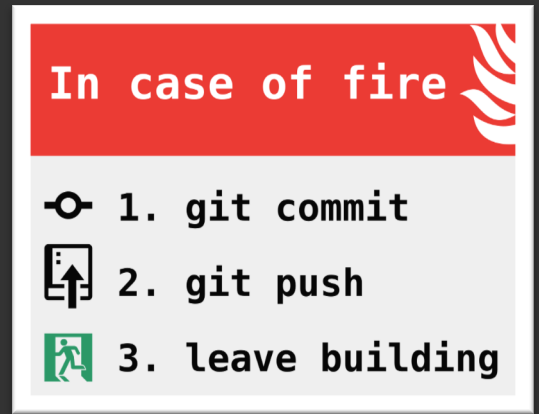 In case of fire
1. git commit
2. git push
3. leave building